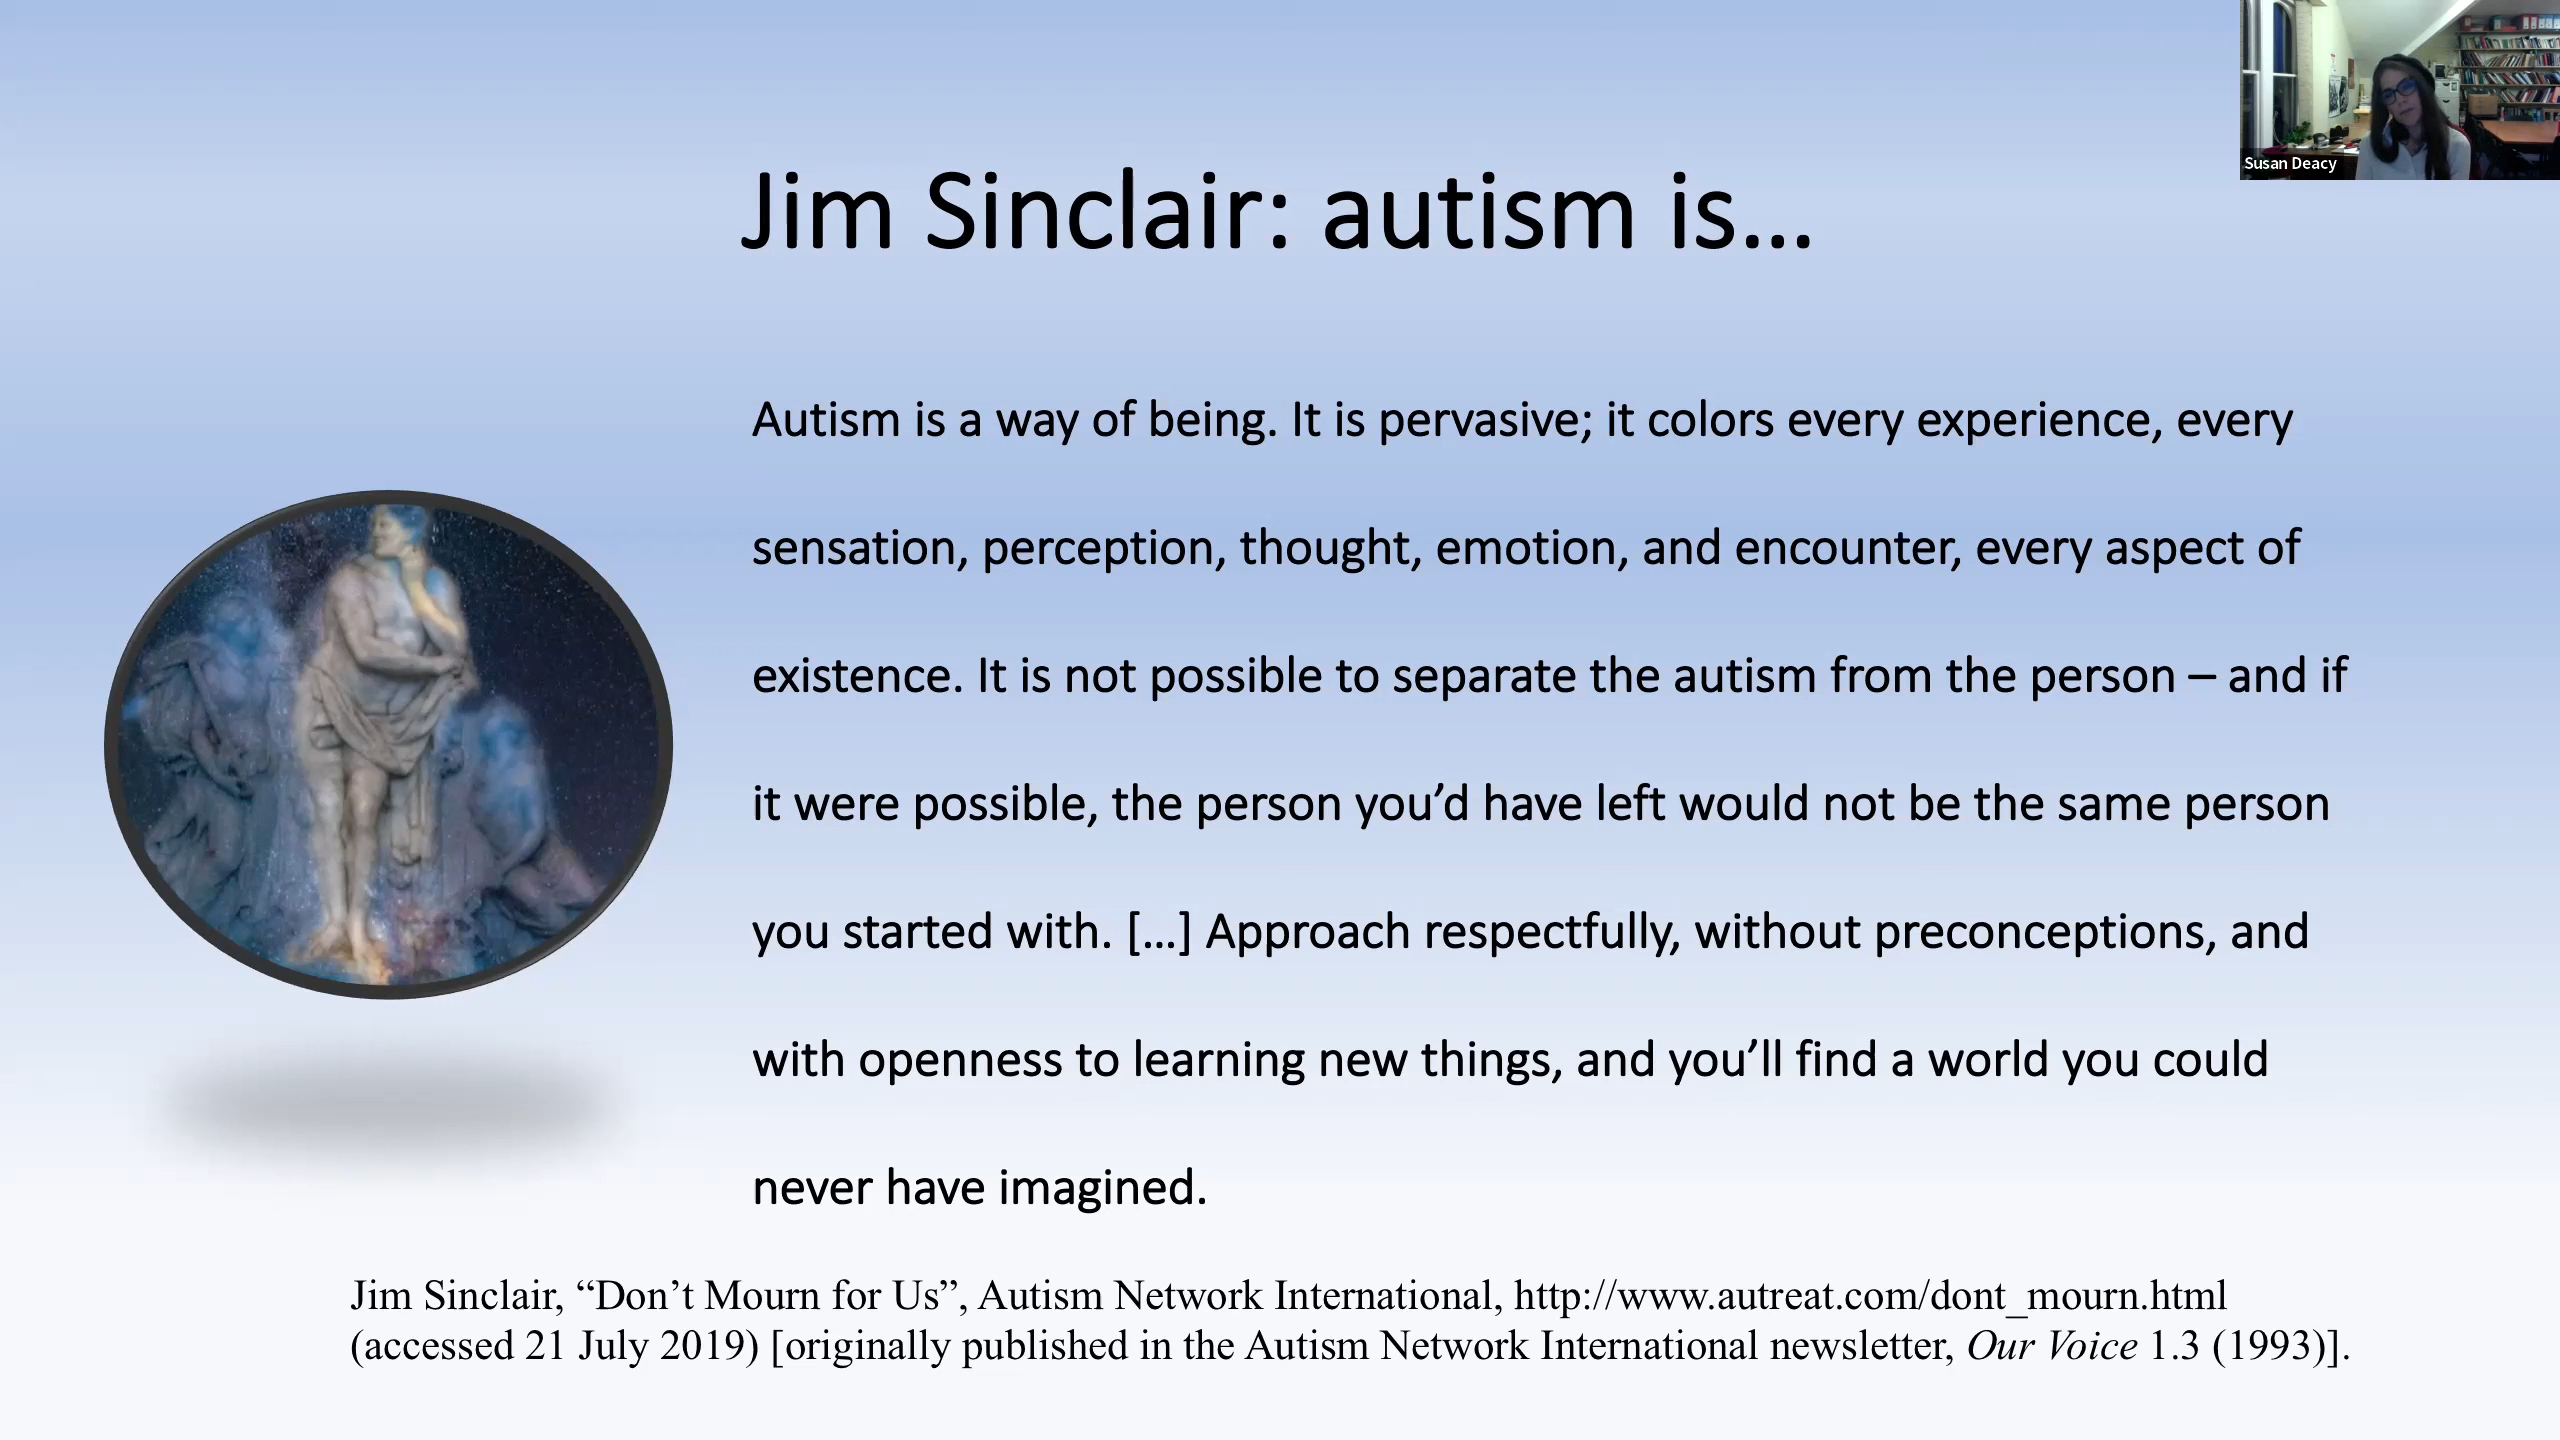 Susan Deacy
Jim Sinclair: autism is...
Autism is a way of being. It is pervasive; it colors every experience, every
sensation, perception, thought, emotion, and encounter, every aspect of
existence. It is not possible to separate the autism from the person – and if
it were possible, the person you’d have left would not be the same person
you started with. […] Approach respectfully, without preconceptions, and
with openness to learning new things, and you’ll find a world you could
never have imagined.
Jim Sinclair, “Don’t Mourn for Us”, Autism Network International, http://www.autreat.com/dont_mourn.html
(accessed 21 July 2019) [originally published in the Autism Network International newsletter, Our Voice 1.3 (1993)].